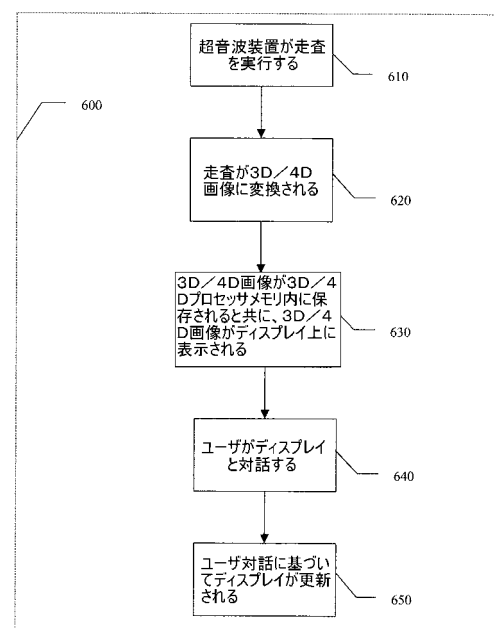 超音波装置が走査
を実行する
610
600
走査が3D/4D
画像に変換される
620
3D/4D画像が3D/4
Dプロセッサメモリ内に保
存されると共に、3D/4
D画像がディスプレイ上に
表示される
630
ユーザがディスプレイ
と対話する
640
ユーザ対話に基づい
てディスプレイが更新
される
650